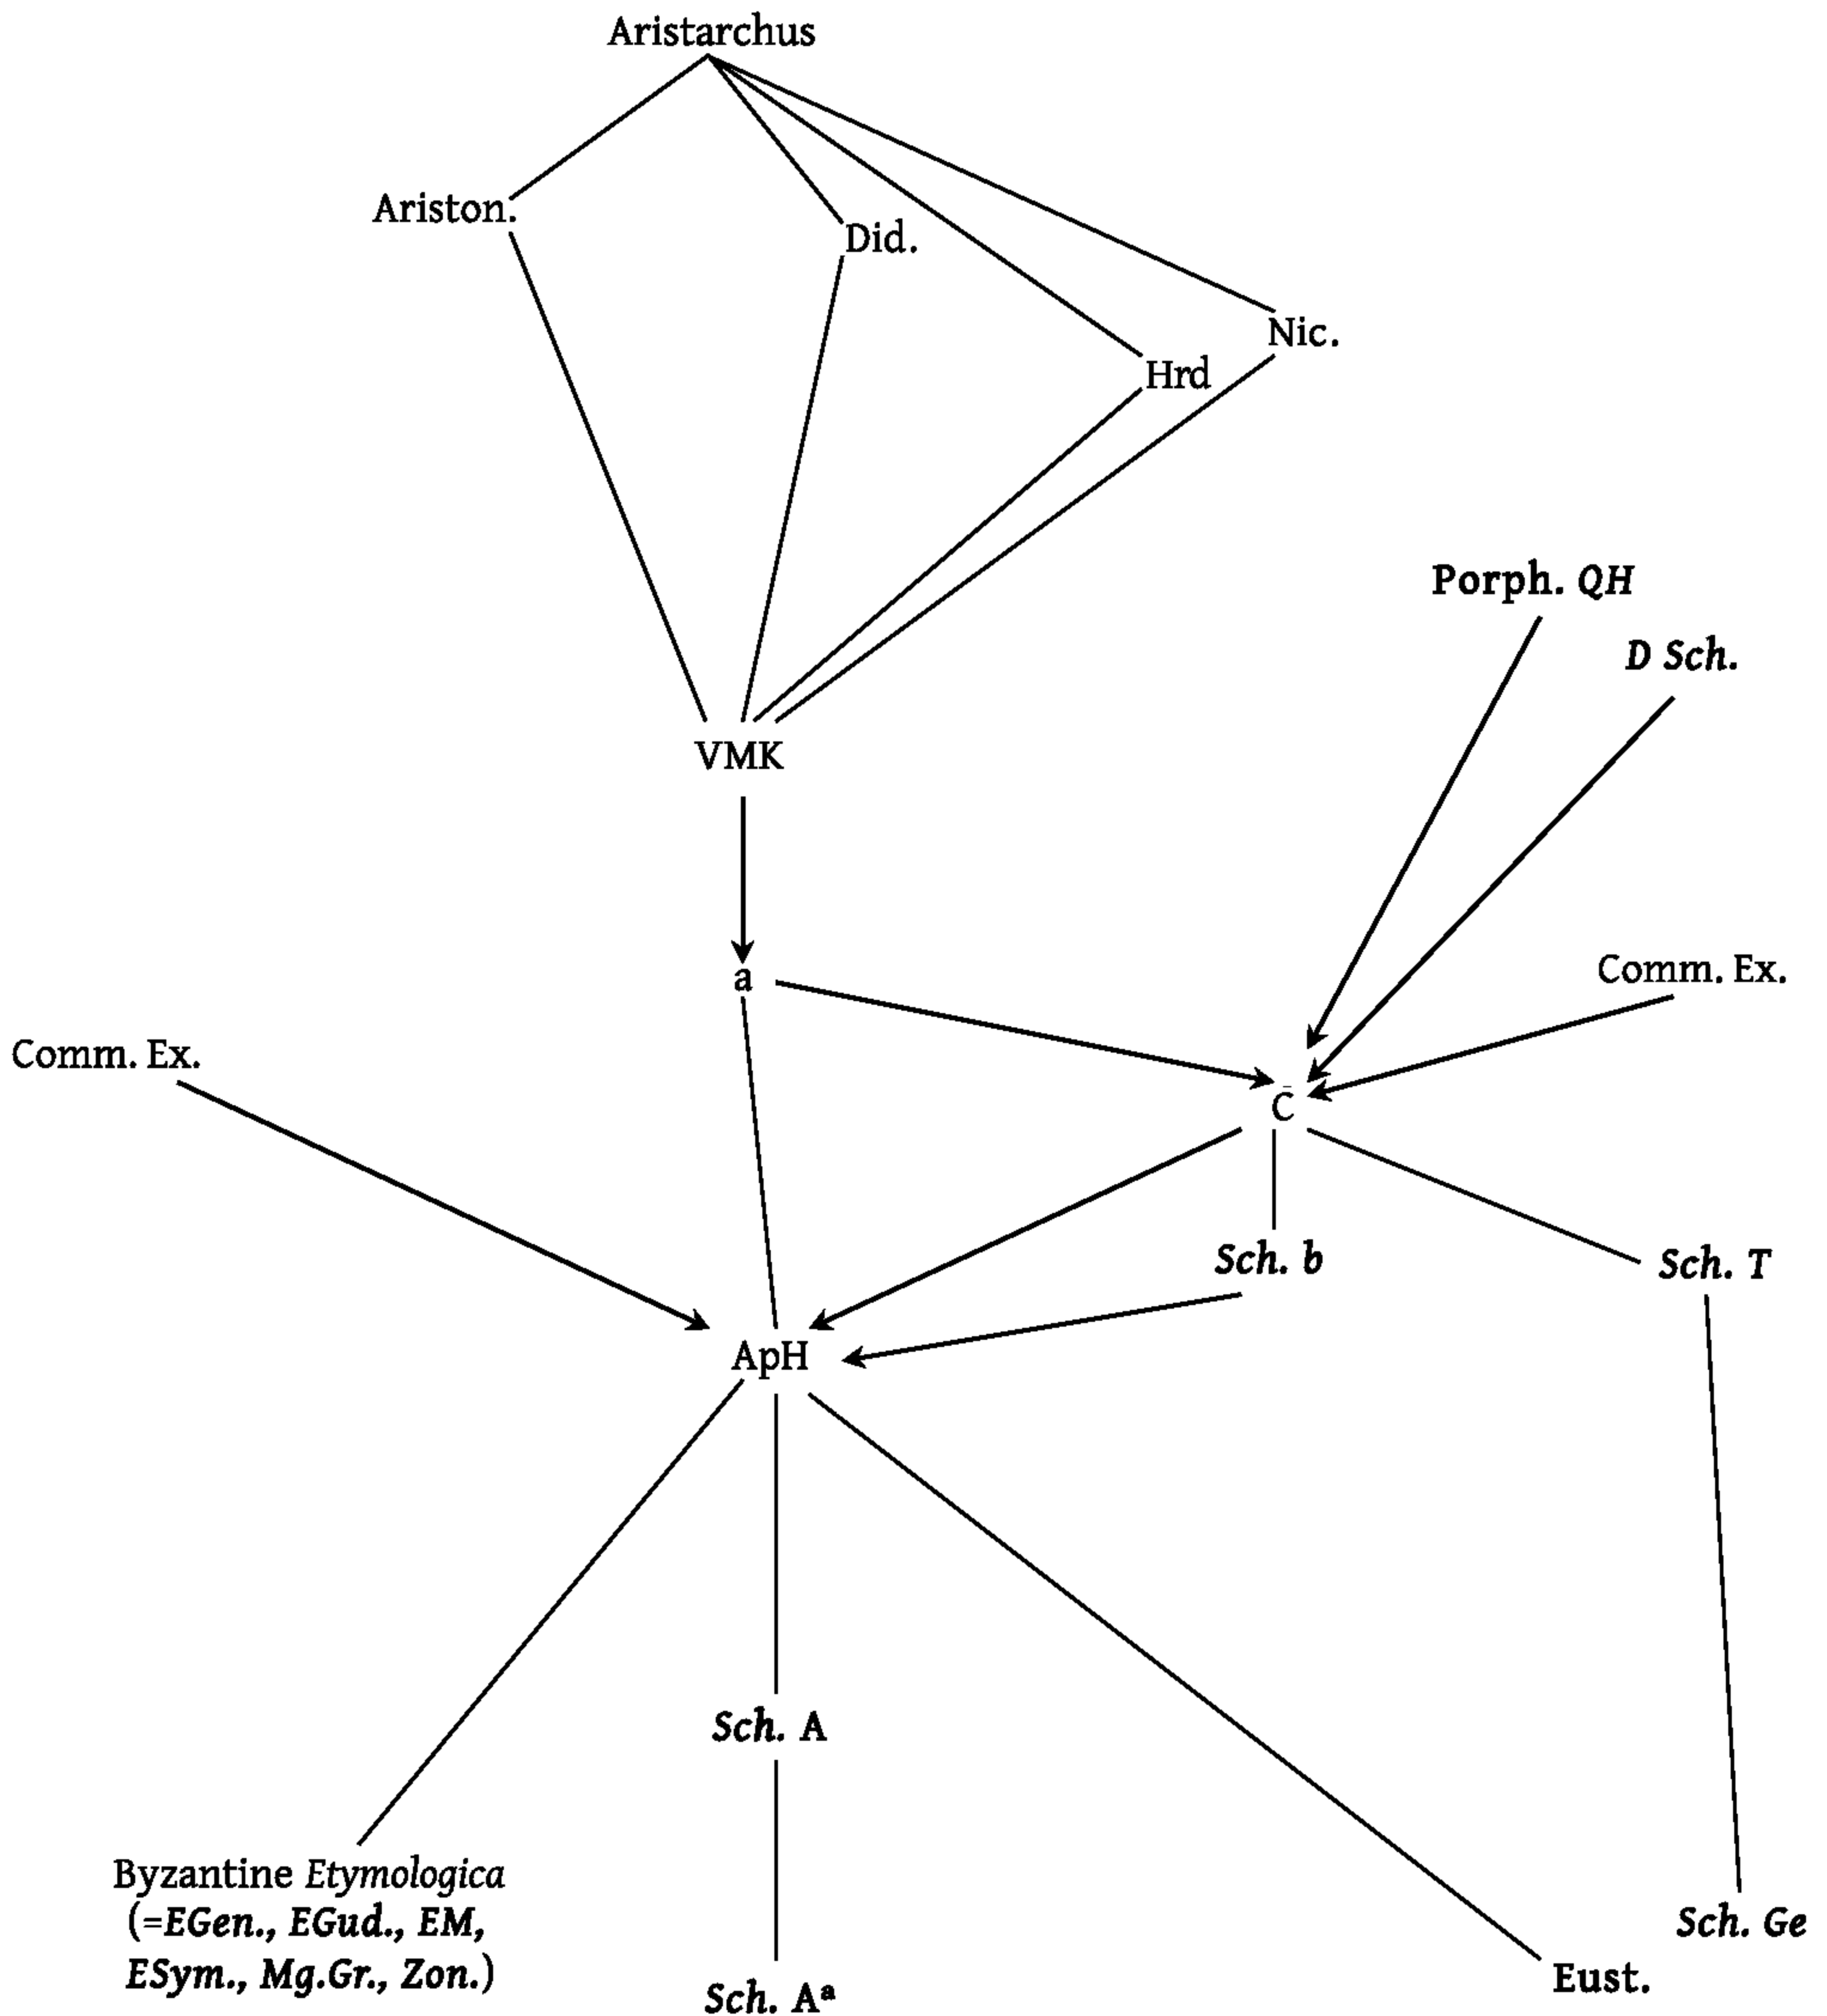 Aristarchus
Ariston.
Did.
Nic.
Hrd
Porph. QH
D Sch.
VMK
a
Comm. Ex.
Comm. Ex.
c̄
Sch. b
Sch. T
ApH
Sch. A
Byzantine Etymologica
(=EGen., EGud., EM,
ESym., Mg.Gr., Zon.)
Sch. Ge
Eust.
Sch. Aᵃ